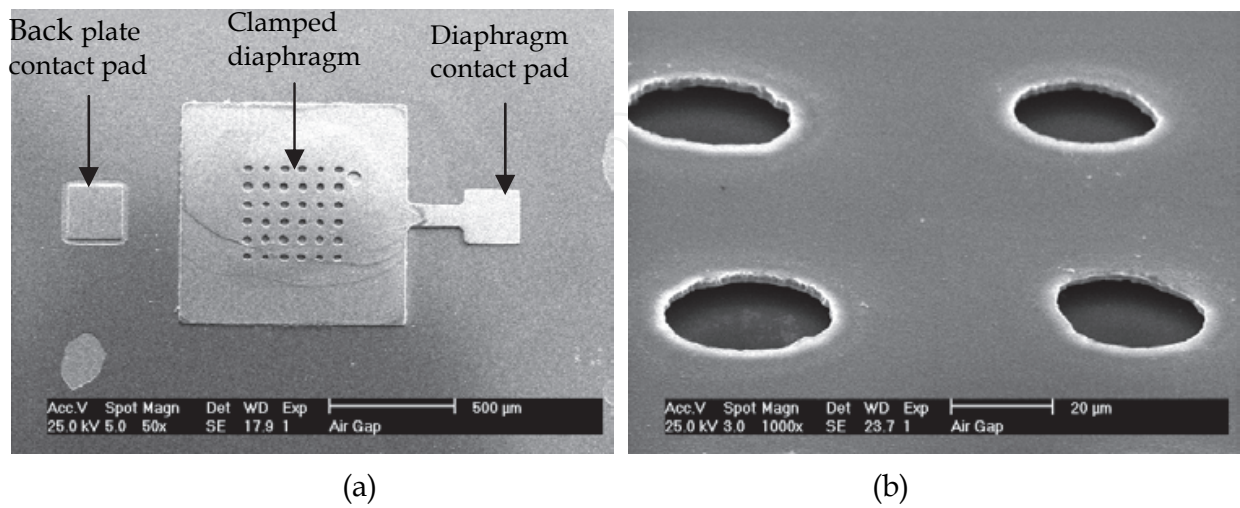 Back plate
contact pad
Clamped
diaphragm
Diaphragm
contact pad
Acc.V Spot Magn Det WD Exp 500 µm
25.0 kV 5.0 50x SE 17.9 1 Air Gap
Acc.V Spot Magn Det WD Exp 20 µm
25.0 kV 3.0 1000x SE 23.7 1 Air Gap
(a)
(b)